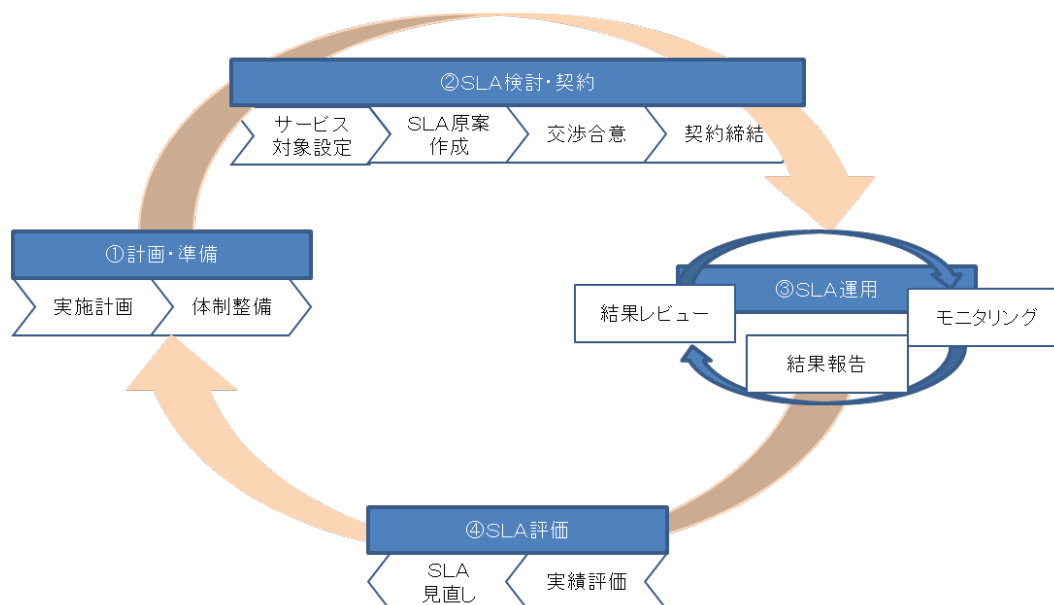 ②SLA検討・契約
サービス
対象設定
SLA原案
作成
交渉合意
契約締結
①計画・準備
実施計画
体制整備
③SLA運用
結果レビュー
モニタリング
結果報告
④SLA評価
SLA
見直し
実績評価